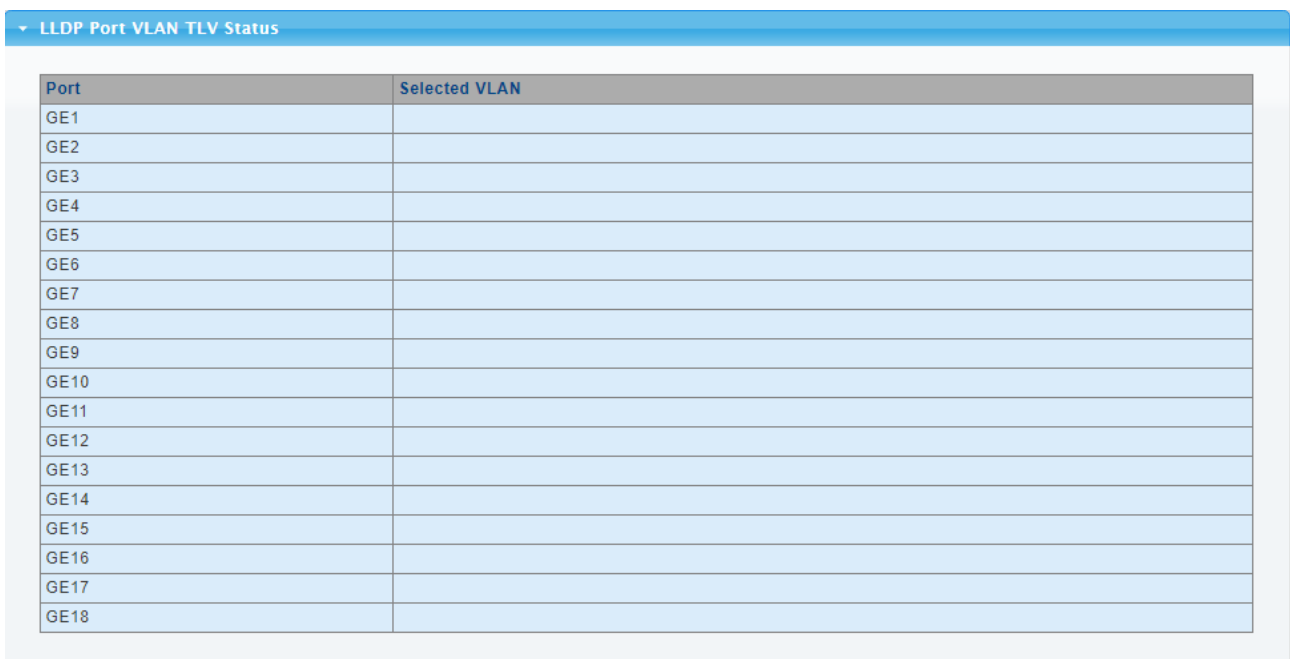 LLDP Port VLAN TLV Status
Port Selected VLAN
GE1
GE2
GE3
GE4
GE5
GE6
GE7
GE8
GE9
GE10
GE11
GE12
GE13
GE14
GE15
GE16
GE17
GE18